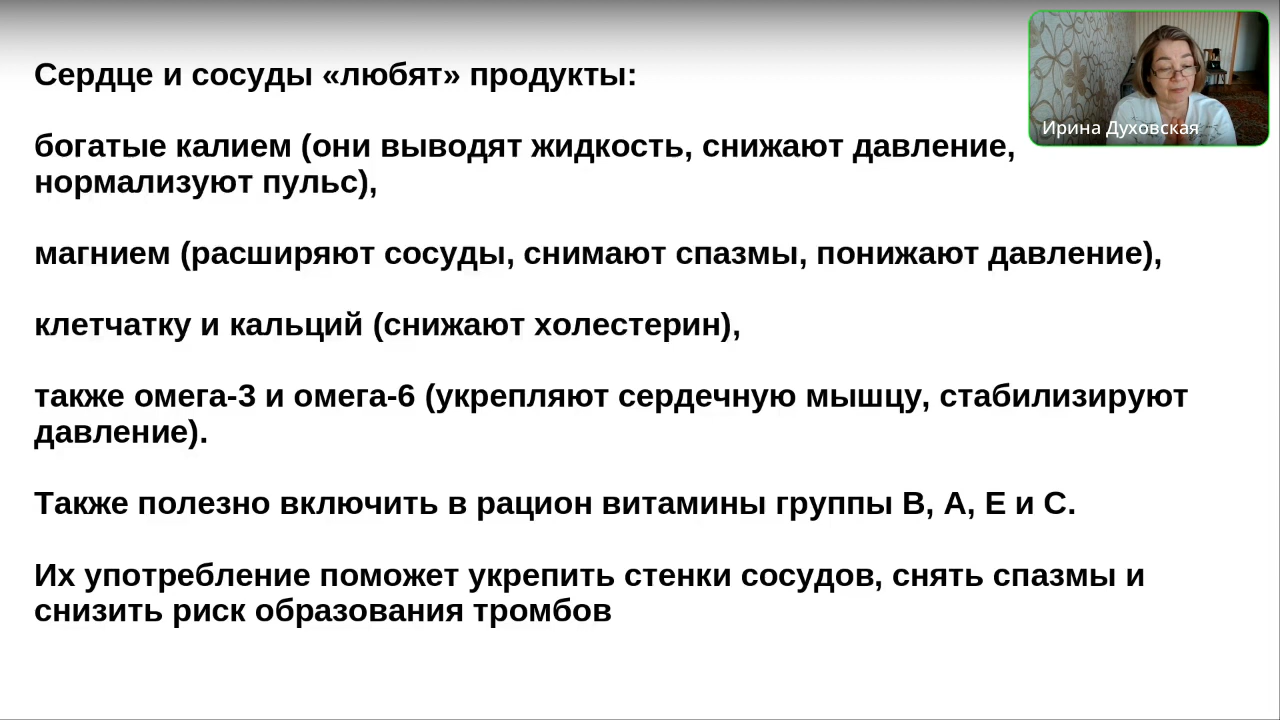 Сердце и сосуды «любят» продукты:
богатые калием (они выводят жидкость, снижают давление,
нормализуют пульс),
магнием (расширяют сосуды, снимают спазмы, понижают давление),
клетчатку и кальций (снижают холестерин),
также омега-3 и омега-6 (укрепляют сердечную мышцу, стабилизируют
давление).
Также полезно включить в рацион витамины группы В, А, Е и С.
Их употребление поможет укрепить стенки сосудов, снять спазмы и
снизить риск образования тромбов
Ирина Духовская